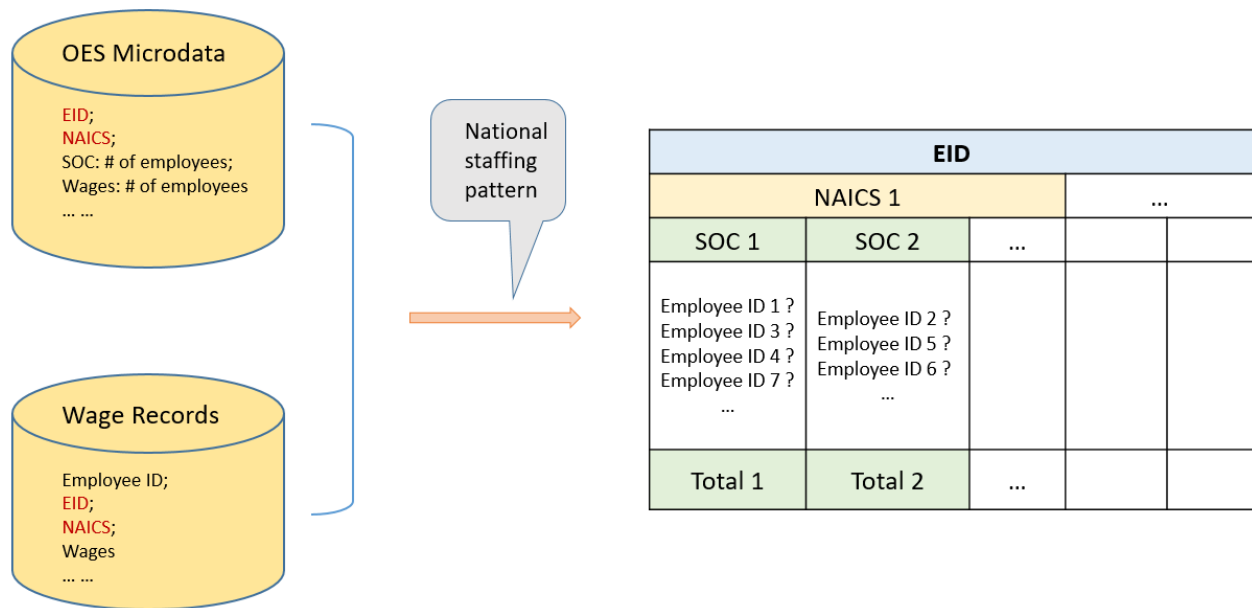 OES Microdata
EID;
NAICS;
SOC: # of employees;
Wages: # of employees
... ...
Wage Records
Employee ID;
EID;
NAICS;
Wages
... ...
National
staffing
pattern
EID
NAICS 1
...
SOC 1
SOC 2
...
Employee ID 1 ?
Employee ID 3 ?
Employee ID 4 ?
Employee ID 7 ?
...
Employee ID 2 ?
Employee ID 5 ?
Employee ID 6 ?
...
Total 1
Total 2
...